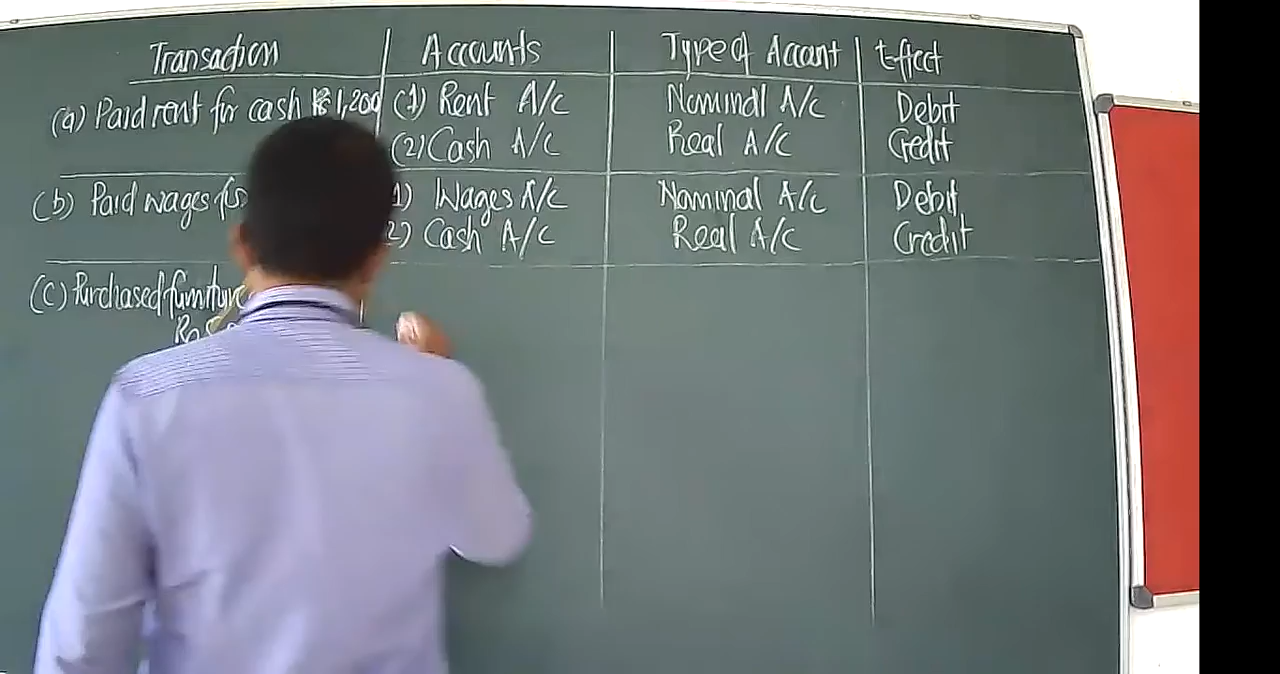 Transaction Accounts Type of Account Effect
(a) Paid rent for cash Rs 1,200 (1) Rent A/C Nominal A/C Debit
(2) Cash A/C Real A/C Credit
(b) Paid wages 1) Wages A/C Nominal A/C Debit
2) Cash A/C Real A/C Credit
(c) Purchased furniture